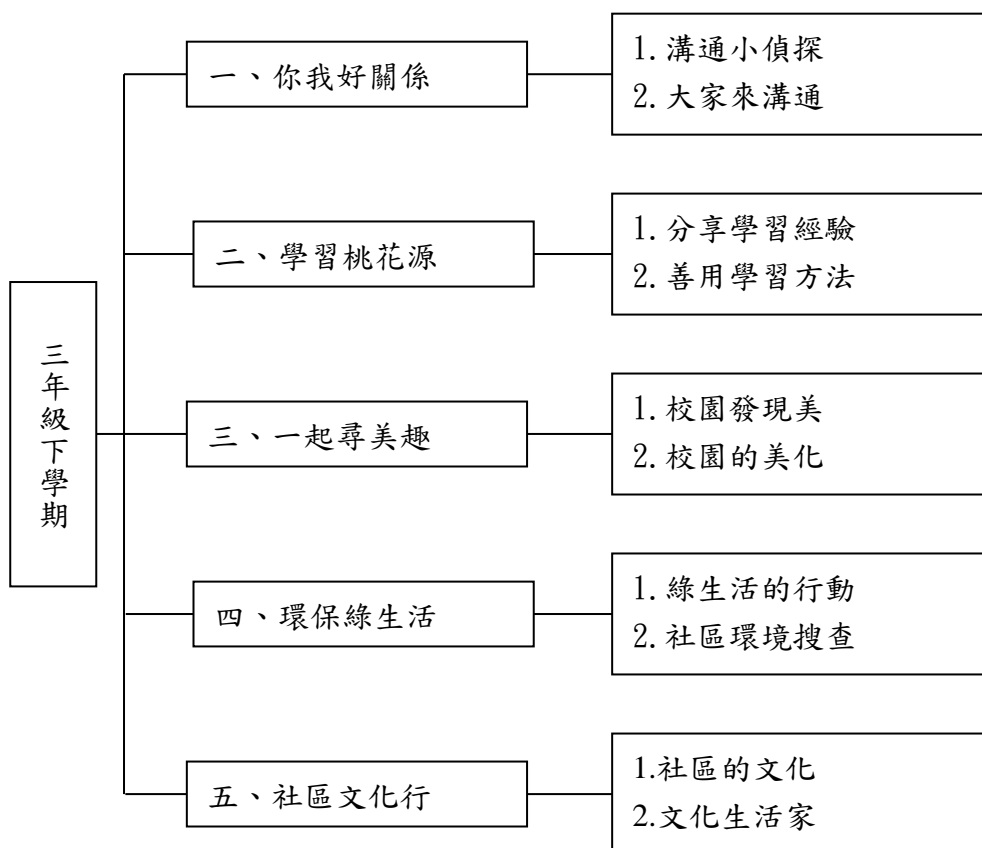 三年級下學期
一、你我好關係
1.溝通小偵探
2.大家來溝通
二、學習桃花源
1.分享學習經驗
2.善用學習方法
三、一起尋美趣
1.校園發現美
2.校園的美化
四、環保綠生活
1.綠生活的行動
2.社區環境搜查
五、社區文化行
1.社區的文化
2.文化生活家